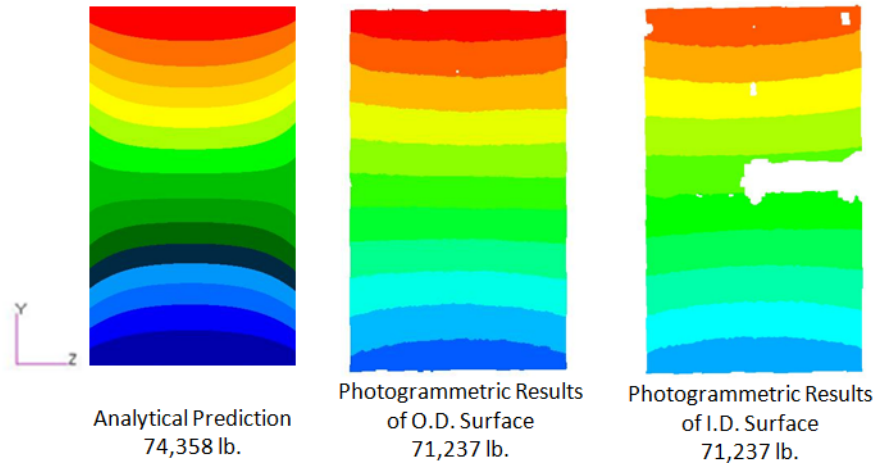 Y
Z
Analytical Prediction
74,358 lb.
Photogrammetric Results
of O.D. Surface
71,237 lb.
Photogrammetric Results
of I.D. Surface
71,237 lb.